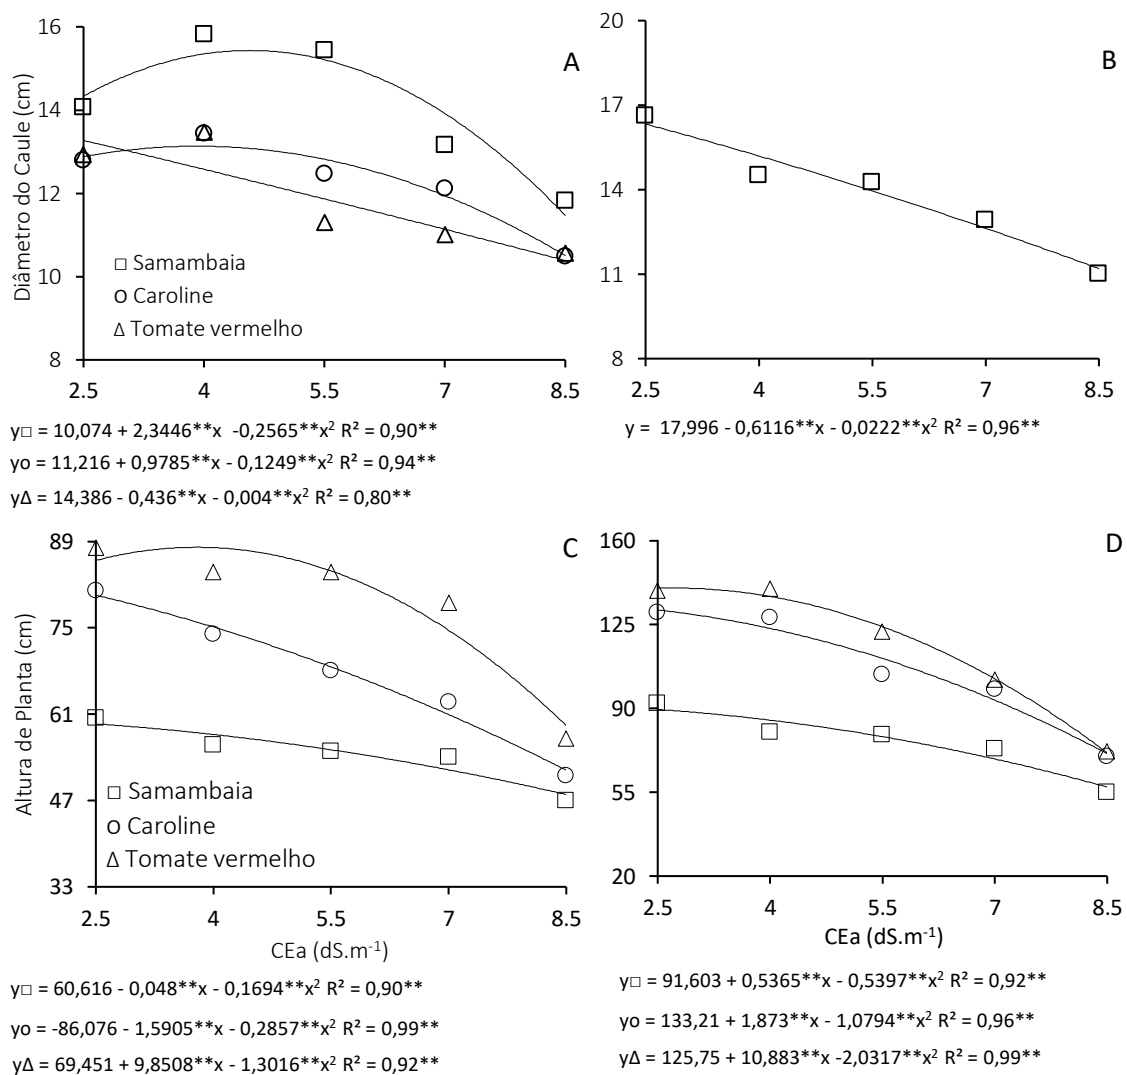 Diâmetro do Caule (cm)
16
14
12
10
8
A
□ Samambaia
O Caroline
Δ Tomate vermelho
2.5 4 5.5 7 8.5
y□ = 10,074 + 2,3446**x -0,2565**x² R² = 0,90**
yo = 11,216 + 0,9785**x - 0,1249**x² R² = 0,94**
yΔ = 14,386 - 0,436**x - 0,004**x² R² = 0,80**
20
17
14
11
8
B
2.5 4 5.5 7 8.5
y = 17,996 - 0,6116**x - 0,0222**x² R² = 0,96**
Altura de Planta (cm)
89
75
61
47
33
C
□ Samambaia
O Caroline
Δ Tomate vermelho
2.5 4 5.5 7 8.5
CEa (dS.m⁻¹)
y□ = 60,616 - 0,048**x - 0,1694**x² R² = 0,90**
yo = -86,076 - 1,5905**x - 0,2857**x² R² = 0,99**
yΔ = 69,451 + 9,8508**x - 1,3016**x² R² = 0,92**
160
125
90
55
20
D
2.5 4 5.5 7 8.5
CEa (dS.m⁻¹)
y□ = 91,603 + 0,5365**x - 0,5397**x² R² = 0,92**
yo = 133,21 + 1,873**x - 1,0794**x² R² = 0,96**
yΔ = 125,75 + 10,883**x -2,0317**x² R² = 0,99**